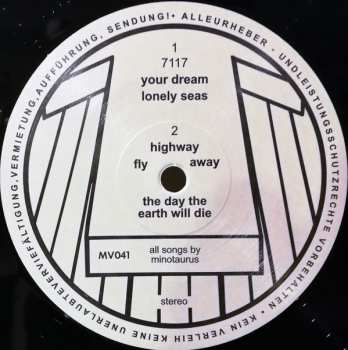 KEIN VERLEIH KEINE UNERLAUBTE VERVIEFÄLTIGUNG, VERMIETUNG, AUFFÜHRUNG, SENDUNG! • ALLEURHEBER - UNDLEISTUNGSSCHUTZRECHTE VORBEHALTEN •
1
7117
your dream
lonely seas
2
highway
fly away
the day the
earth will die
MV041
all songs by
minotaurus
stereo